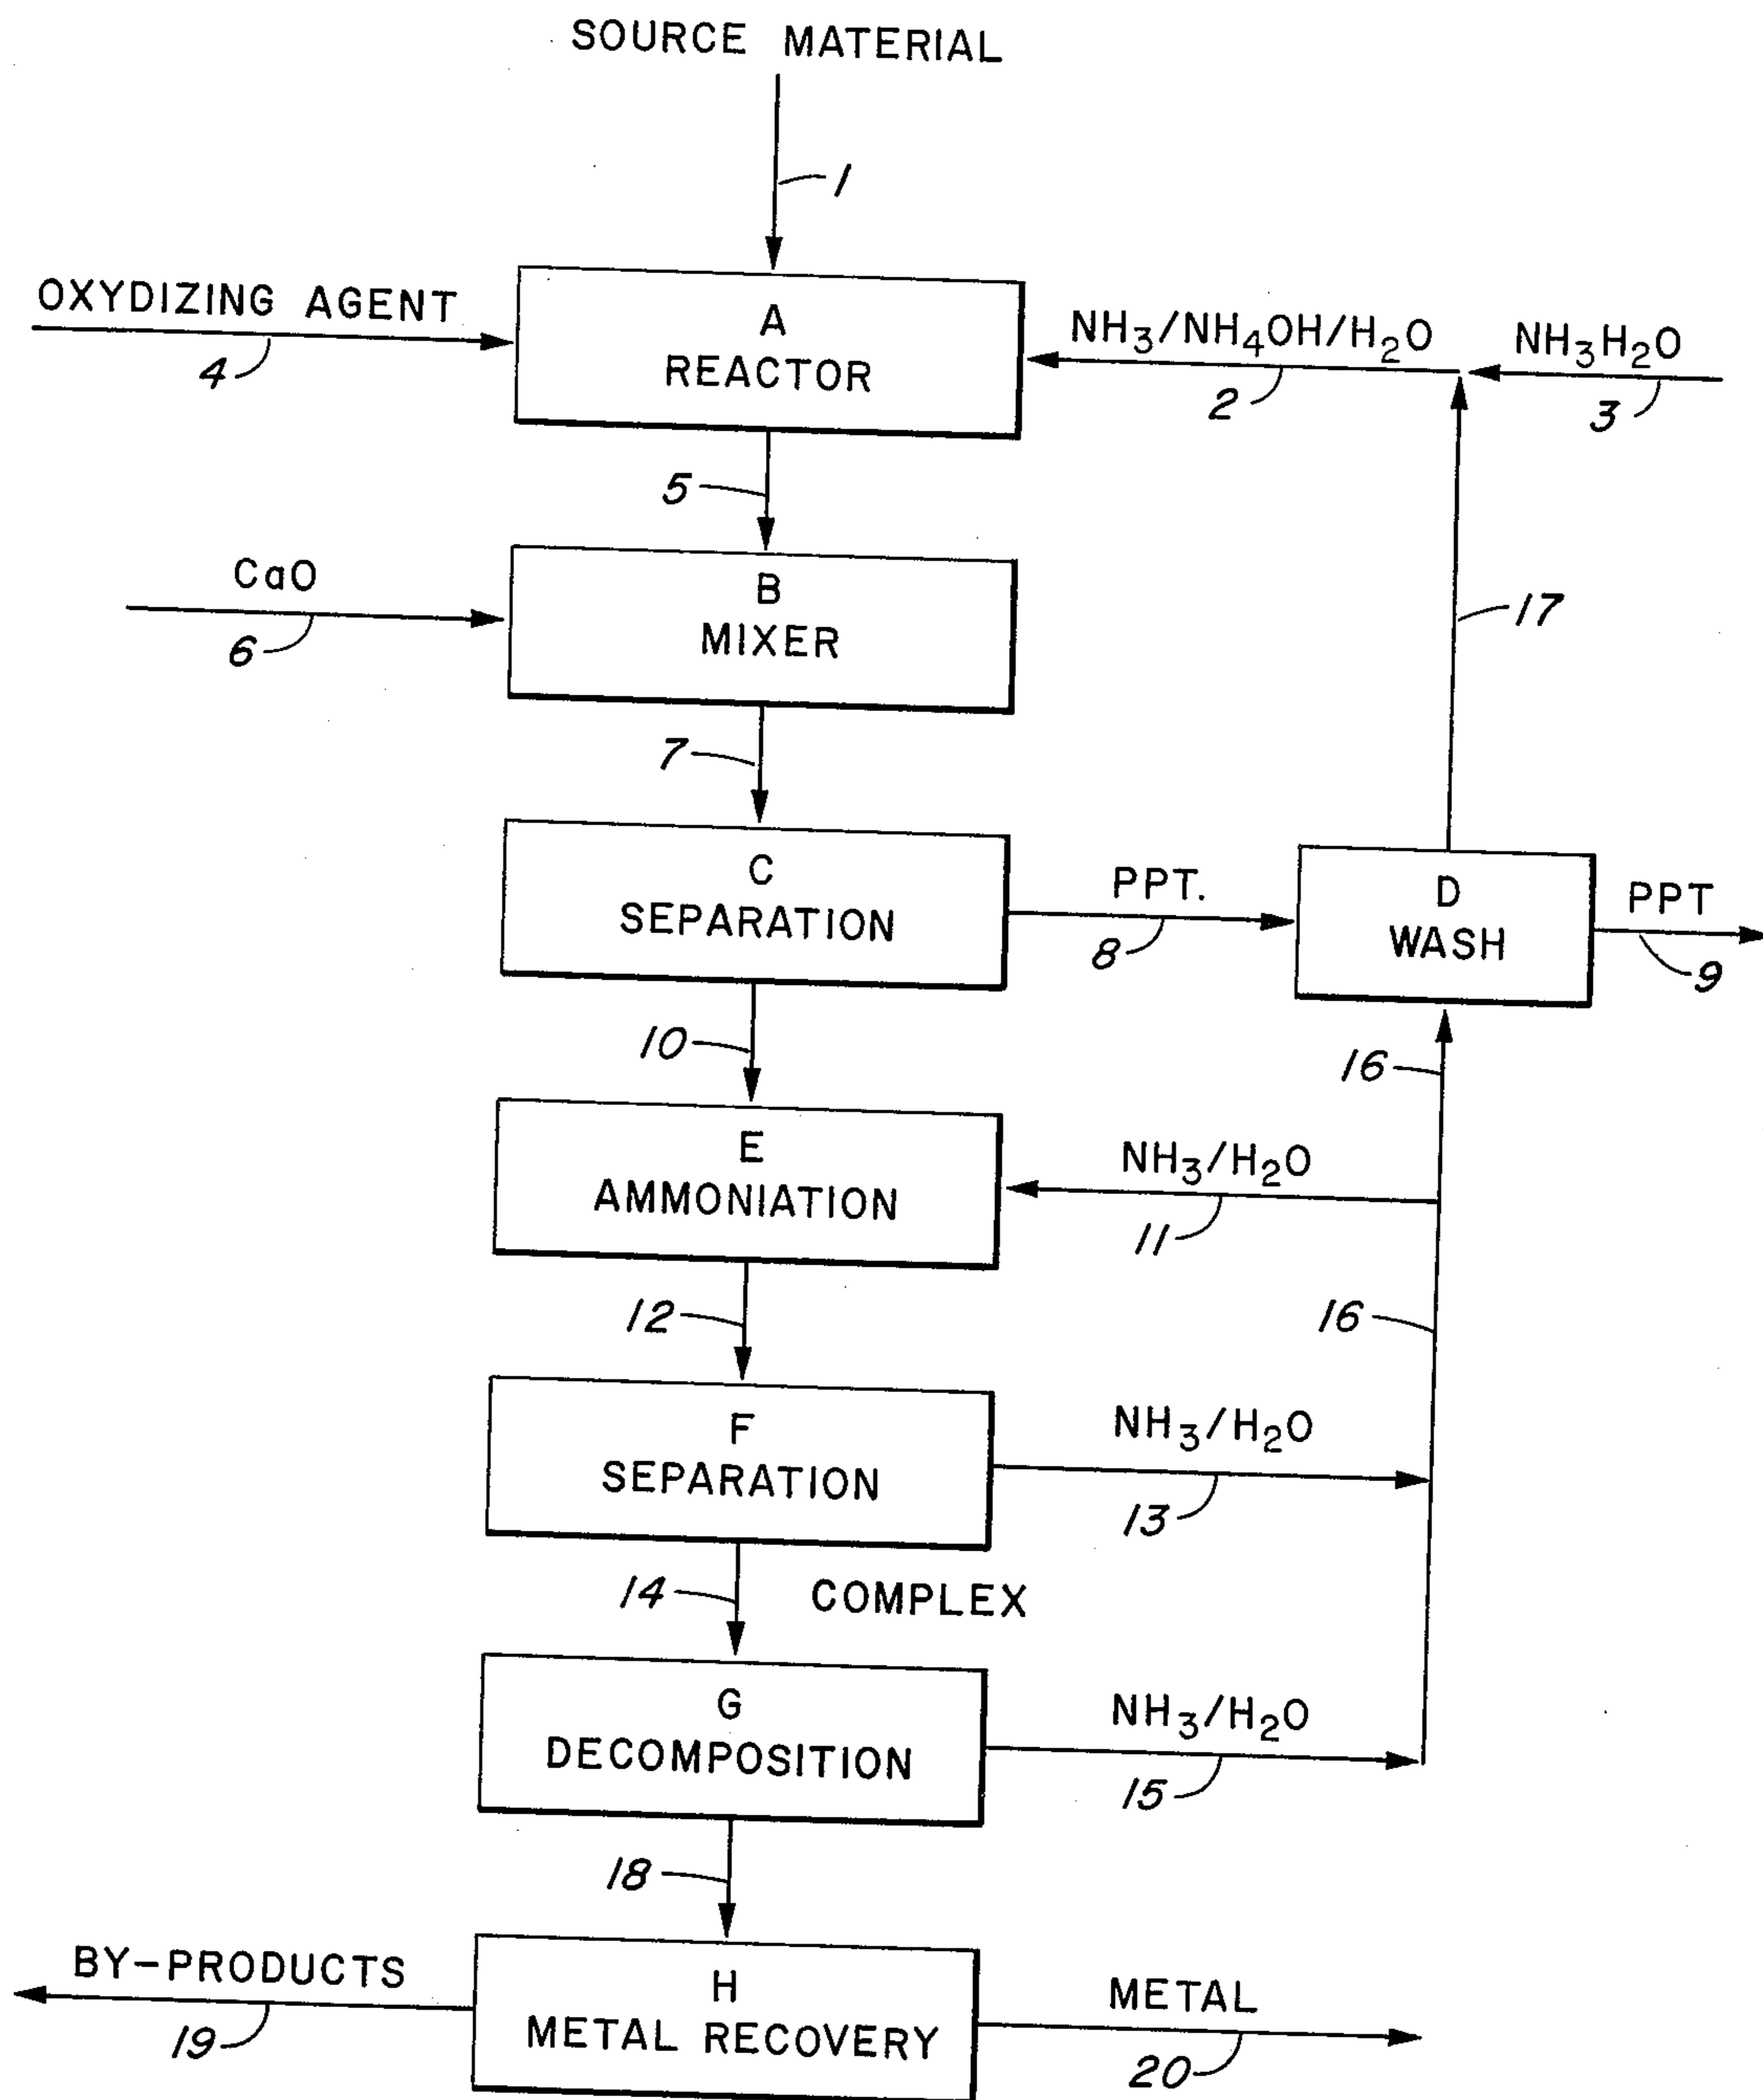 SOURCE MATERIAL
1
OXYDIZING AGENT
4
A
REACTOR
NH₃/NH₄OH/H₂O
2
NH₃H₂O
3
5
CaO
6
B
MIXER
17
7
C
SEPARATION
PPT.
8
D
WASH
PPT
9
10
16
E
AMMONIATION
NH₃/H₂O
11
12
16
F
SEPARATION
NH₃/H₂O
13
14
COMPLEX
G
DECOMPOSITION
NH₃/H₂O
15
18
BY-PRODUCTS
19
H
METAL RECOVERY
METAL
20